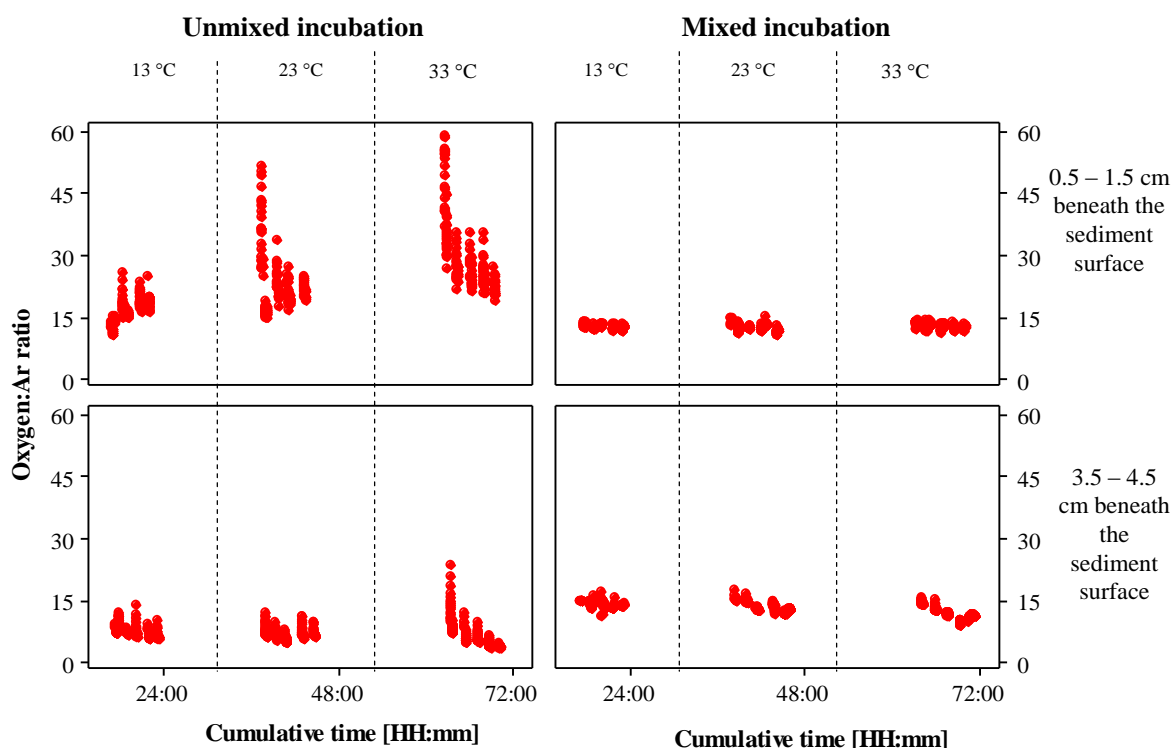 Unmixed incubation
Mixed incubation
13 °C
23 °C
33 °C
13 °C
23 °C
33 °C
Oxygen:Ar ratio
60
45
30
15
0
60
45
30
15
0
60
45
30
15
0
60
45
30
15
0
0.5 – 1.5 cm
beneath the
sediment
surface
3.5 – 4.5
cm beneath
the
sediment
surface
24:00
48:00
72:00
24:00
48:00
72:00
Cumulative time [HH:mm]
Cumulative time [HH:mm]